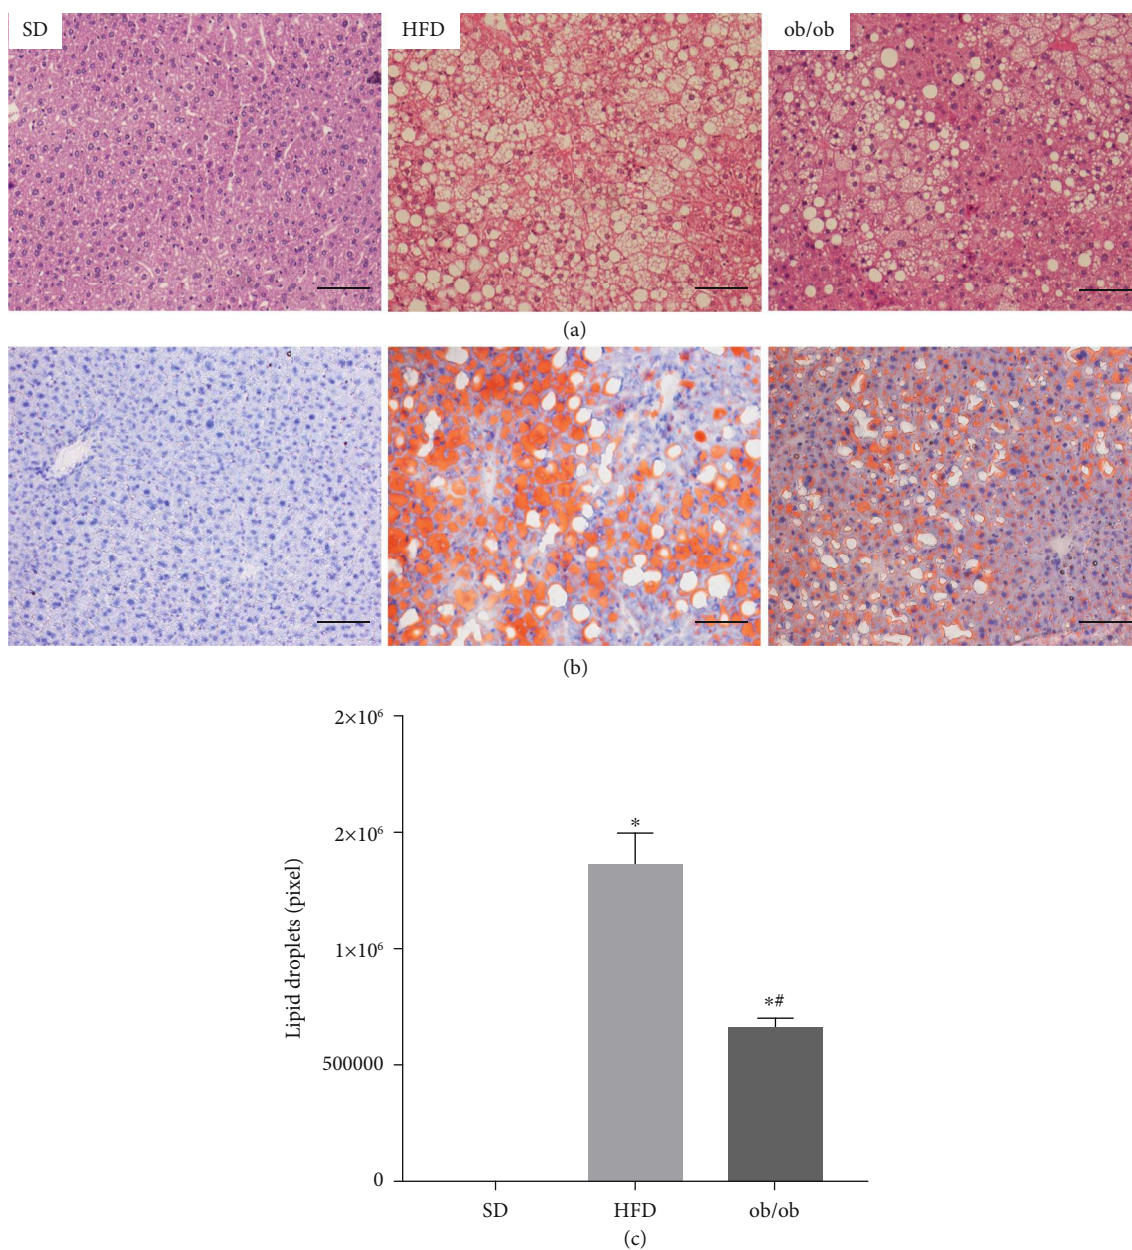 SD
HFD
ob/ob
(a)
(b)
2×10⁶
2×10⁶
1×10⁶
500000
0
Lipid droplets (pixel)
*
*#
SD
HFD
ob/ob
(c)